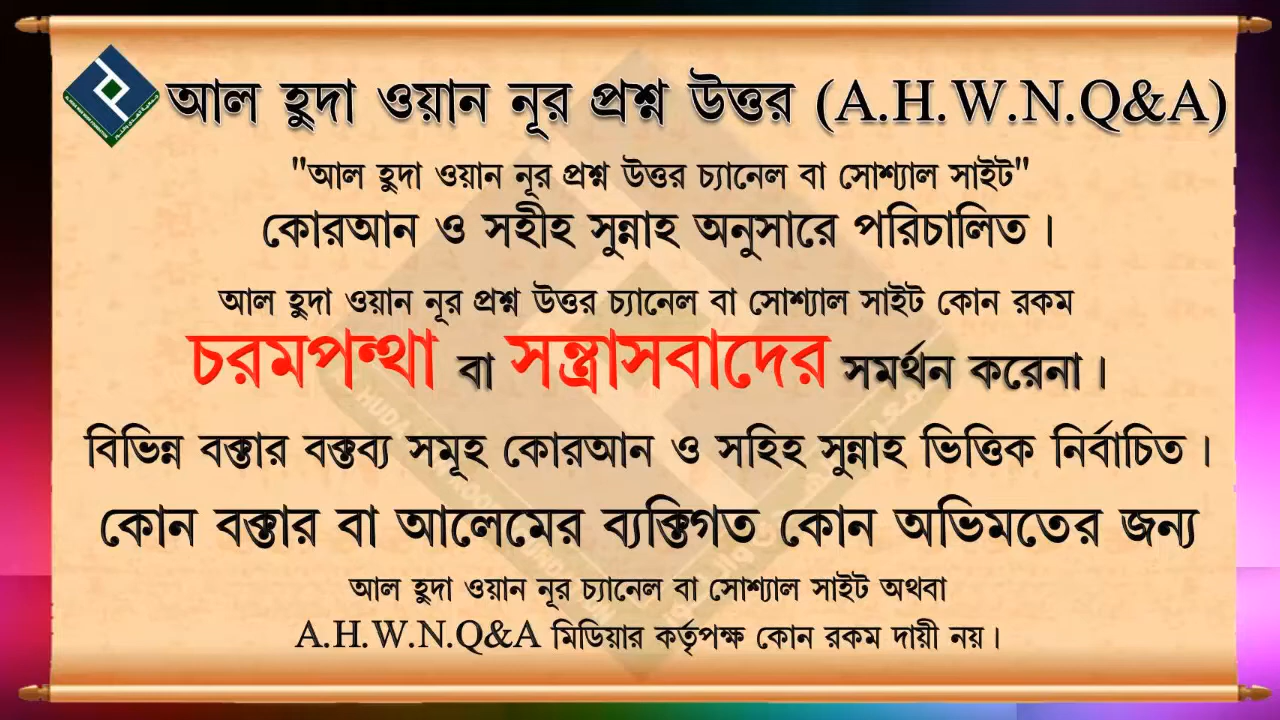 আল হুদা ওয়ান নূর প্রশ্ন উত্তর (A.H.W.N.Q&A)
"আল হুদা ওয়ান নূর প্রশ্ন উত্তর চ্যানেল বা সোশ্যাল সাইট"
কোরআন ও সহীহ সুন্নাহ অনুসারে পরিচালিত।
আল হুদা ওয়ান নূর প্রশ্ন উত্তর চ্যানেল বা সোশ্যাল সাইট কোন রকম
চরমপন্থা বা সন্ত্রাসবাদের সমর্থন করেনা।
বিভিন্ন বক্তার বক্তব্য সমূহ কোরআন ও সহিহ সুন্নাহ ভিত্তিক নির্বাচিত।
কোন বক্তার বা আলেমের ব্যক্তিগত কোন অভিমতের জন্য
আল হুদা ওয়ান নূর চ্যানেল বা সোশ্যাল সাইট অথবা
A.H.W.N.Q&A মিডিয়ার কর্তৃপক্ষ কোন রকম দায়ী নয়।